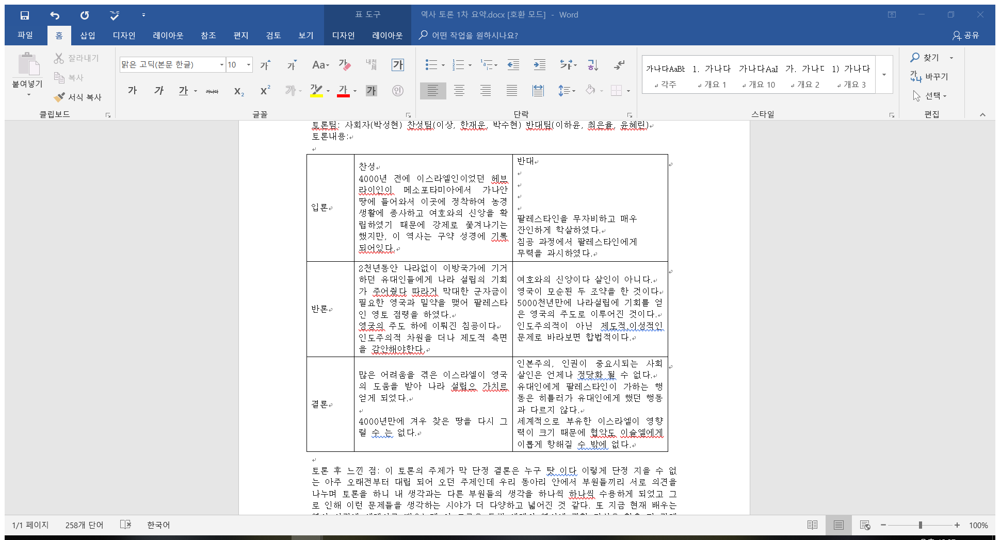 표 도구
역사 토론 1차 요약.docx [호환 모드] - Word
파일 홈 삽입 디자인 레이아웃 참조 편지 검토 보기 디자인 레이아웃 어떤 작업을 원하시나요? 공유
붙여넣기
잘라내기
복사
서식 복사
클립보드
맑은 고딕(본문 한글) 10
글꼴
단락
가나다AaBb 1. 가나다 가나다AaI 가. 가나다 1) 가나다
각주 개요 1 개요 10 개요 2 개요 3
스타일
찾기
바꾸기
선택
편집
토론팀: 사회자(박성현) 찬성팀(이상, 한재운, 박수현) 반대팀(이하윤, 최은율, 윤혜린)
토론내용:
입론
찬성
4000년 전에 이스라엘인이었던 헤브
라이인이 메소포타미아에서 가나안
땅에 들어와서 이곳에 정착하여 농경
생활에 종사하고 여호와의 신앙을 확
립하였기 때문에 강제로 쫓겨나기는
했지만, 이 역사는 구약 성경에 기록
되어있다.
반대
팔레스타인을 무자비하고 매우
잔인하게 학살하였다.
침공 과정에서 팔레스타인에게
무력을 과시하였다.
반론
2천년동안 나라없이 이방국가에 기거
하던 유대인들에게 나라 설립의 기회
가 주어줬다 따라거 막대한 군자금이
필요한 영국과 밀약을 맺어 팔레스타
인 영토 점령을 하였다.
영궁의 주도 하에 이뤄진 침공이다
인도주의적 차원을 더나 제도적 측면
을 감안해야한다.
여호와의 신앙이다 살인이 아니다.
영국이 모순된 두 조약을 한 것이다
5000천년만에 나라설립에 기회를 얻
은 영국의 주도로 이루어진 것이다.
인도주의적이 아닌 제도적,이성적인
문제로 바라보면 합법적이다.
결론
많은 어려움을 겪은 이스라엘이 영국
의 도움을 받아 나라 설립으 가치르
얻게 되었다.
4000년만에 겨우 찾은 땅을 다시 그
럴 수 는 없다.
인본주의, 인권이 중요시되는 사회
살인은 언제나 정당화 될 수 없다.
유대인에게 팔레스타인이 가하는 행
동은 히틀러가 유대인에게 했던 행동
과 다르지 않다.
세계적으로 부유한 이스라엘이 영향
력이 크기 때문에 협약도 이슬엘에게
이롭게 항해질 수 밖에 없다.
토론 후 느낀 점: 이 토론의 주제가 막 단정 결론은 누구 탓 이다 이렇게 단정 지을 수 없
는 아주 오래전부터 대립 되어 오던 주제인데 우리 동아리 안에서 부원들끼리 서로 의견을
나누며 토론을 하니 내 생각과는 다른 부원들의 생각을 하나씩 하나씩 수용하게 되었고 그
로 인해 이런 문제들을 생각하는 시야가 더 다양하고 넓어진 것 같다. 또 지금 현재 배우는
1/1 페이지 258개 단어 한국어 100%